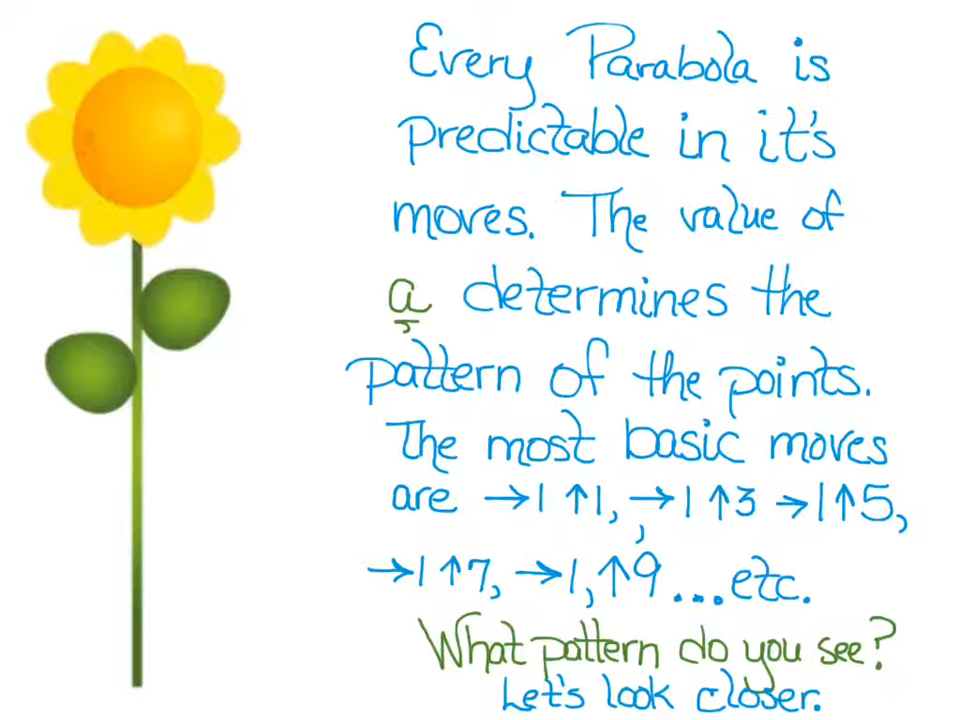 Every Parabola is
predictable in it's
moves. The value of
a determines the
pattern of the points.
The most basic moves
are →1 ↑1, →1 ↑3 →1↑5,
→1 ↑7, →1, ↑9 ....etc.
What pattern do you see?
Let's look closer.